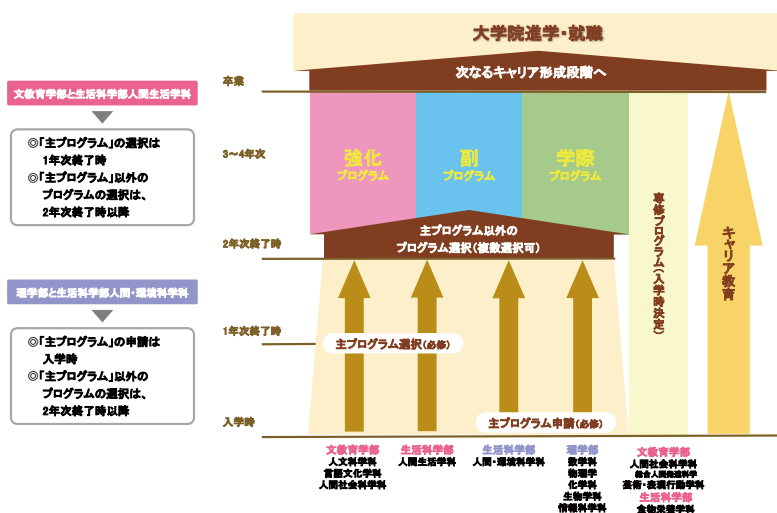 大学院進学・就職
次なるキャリア形成段階へ
卒業
文教育学部と生活科学部人間生活学科
◎「主プログラム」の選択は
1年次終了時
◎「主プログラム」以外の
プログラムの選択は、
2年次終了時以降
3～4年次
強化
プログラム
副
プログラム
学際
プログラム
専修プログラム(入学時決定)
キャリア教育
2年次終了時
主プログラム以外の
プログラム選択(複数選択可)
理学部と生活科学部人間・環境科学科
◎「主プログラム」の申請は
入学時
◎「主プログラム」以外の
プログラムの選択は、
2年次終了時以降
1年次終了時
主プログラム選択(必修)
入学時
主プログラム申請(必修)
文教育学部
人文科学科
言語文化学科
人間社会科学科
生活科学部
人間生活学科
生活科学部
人間・環境科学科
理学部
数学科
物理学
化学科
生物学科
情報科学科
文教育学部
人間社会科学科
総合人間発達科学
芸術・表現行動学科
生活科学部
食物栄養学科